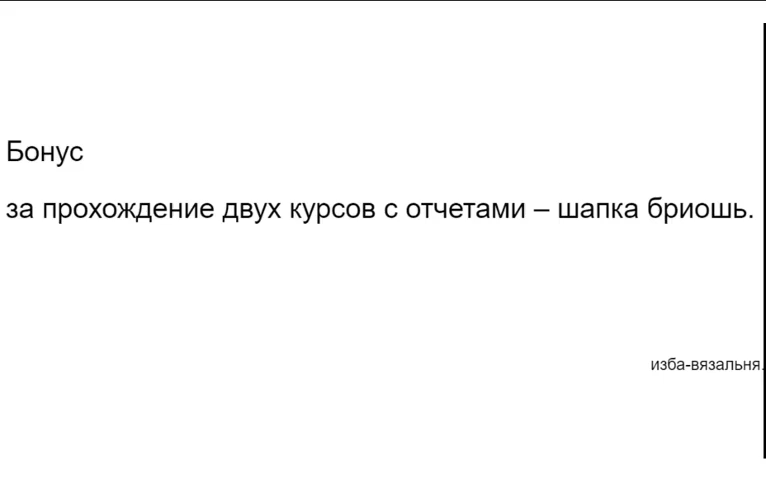 Бонус
за прохождение двух курсов с отчетами – шапка бриошь.
изба-вязальня.